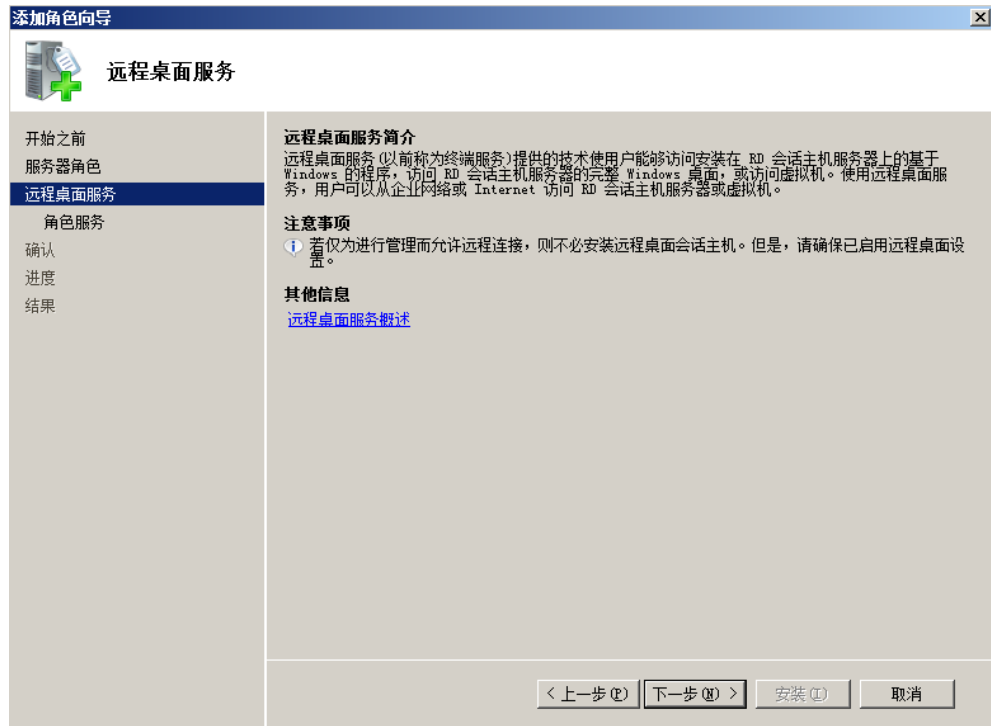 添加角色向导
远程桌面服务
开始之前
服务器角色
远程桌面服务
角色服务
确认
进度
结果
远程桌面服务简介
远程桌面服务(以前称为终端服务)提供的技术使用户能够访问安装在 RD 会话主机服务器上的基于
Windows 的程序，访问 RD 会话主机服务器的完整 Windows 桌面，或访问虚拟机。使用远程桌面服
务，用户可以从企业网络或 Internet 访问 RD 会话主机服务器或虚拟机。
注意事项
若仅为进行管理而允许远程连接，则不必安装远程桌面会话主机。但是，请确保已启用远程桌面设
置。
其他信息
远程桌面服务概述
< 上一步(P) 下一步(N) > 安装(I) 取消